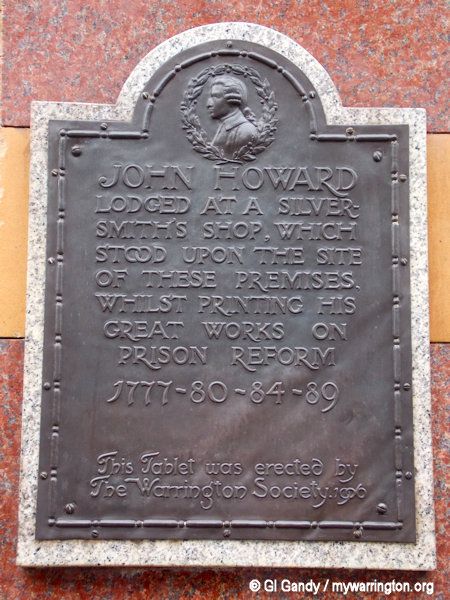 JOHN HOWARD
LODGED AT A SILVER-
SMITH'S SHOP, WHICH
STOOD UPON THE SITE
OF THESE PREMISES,
WHILST PRINTING HIS
GREAT WORKS ON
PRISON REFORM
1777-80-84-89
This Tablet was erected by
The Warrington Society. 1906
© GI Gandy / mywarrington.org